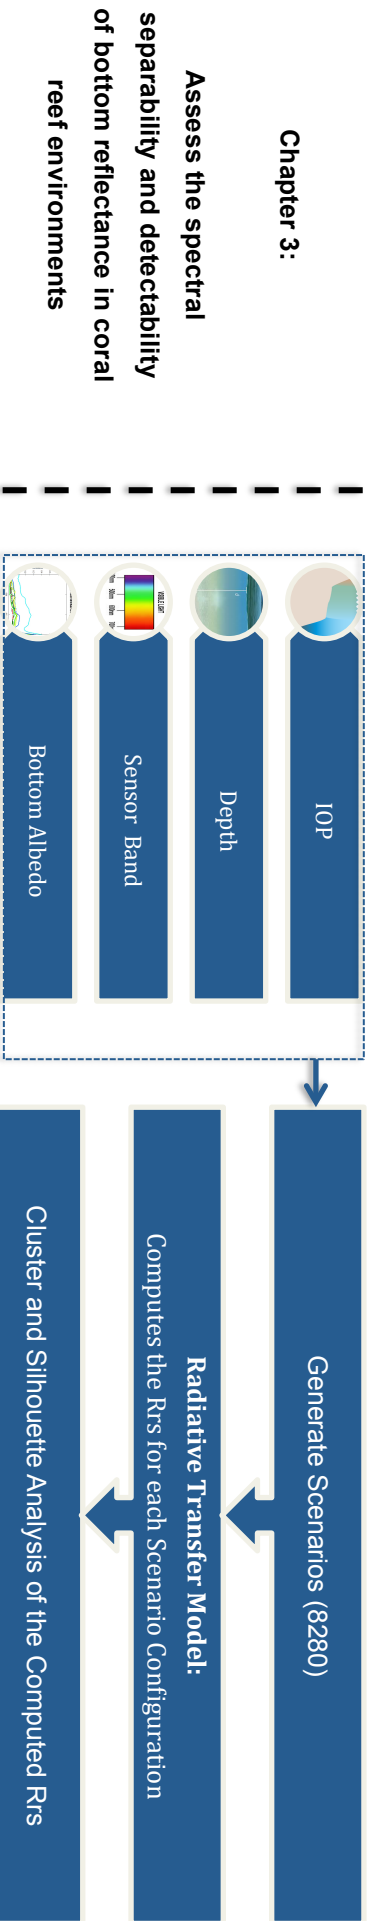 Chapter 3:
Assess the spectral
separability and detectability
of bottom reflectance in coral
reef environments
IOP
Depth
VISIBLE LIGHT
Sensor Band
Bottom Albedo
Generate Scenarios (8280)
Radiative Transfer Model:
Computes the Rrs for each Scenario Configuration
Cluster and Silhouette Analysis of the Computed Rrs